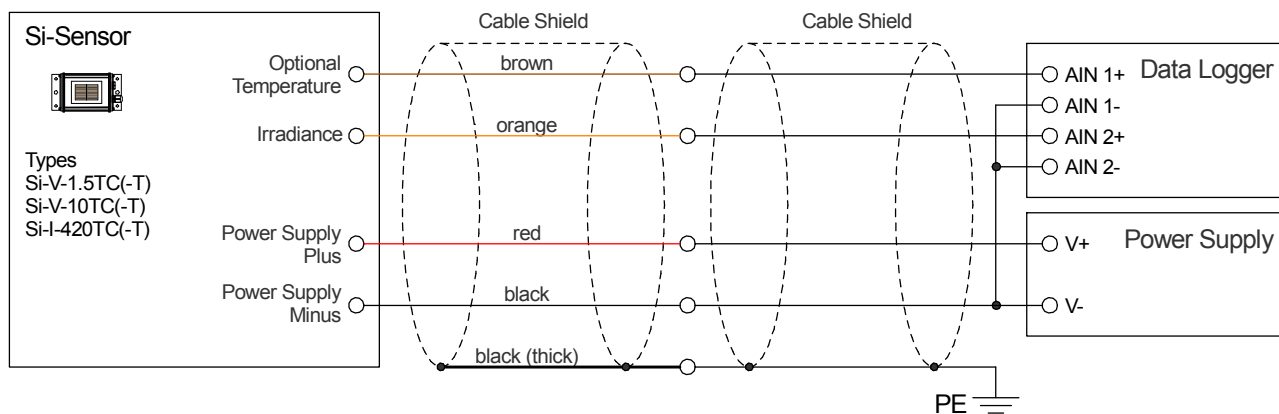 Cable Shield
Cable Shield
Si-Sensor
Data Logger
Optional
Temperature
brown
AIN 1+
AIN 1-
Irradiance
orange
AIN 2+
AIN 2-
Types
Si-V-1.5TC(-T)
Si-V-10TC(-T)
Si-I-420TC(-T)
Power Supply
Plus
red
V+
Power Supply
Power Supply
Minus
black
V-
black (thick)
PE